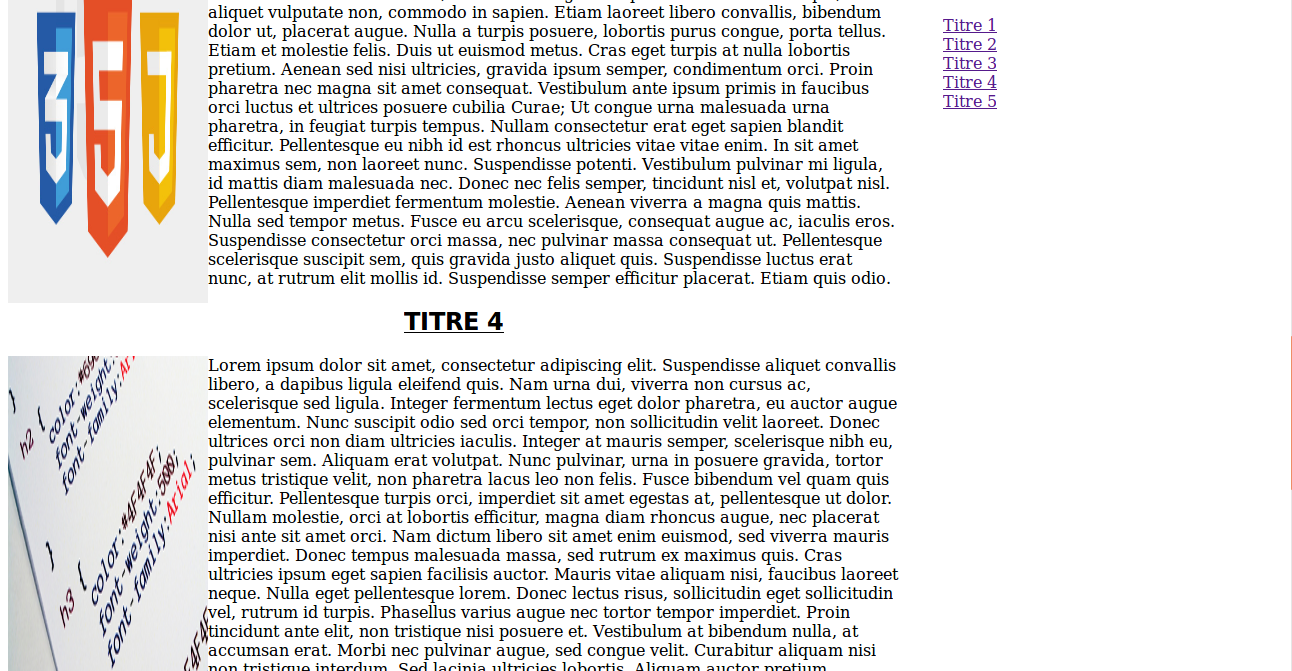 aliquet vulputate non, commodo in sapien. Etiam laoreet libero convallis, bibendum
dolor ut, placerat augue. Nulla a turpis posuere, lobortis purus congue, porta tellus.
Etiam et molestie felis. Duis ut euismod metus. Cras eget turpis at nulla lobortis
pretium. Aenean sed nisi ultricies, gravida ipsum semper, condimentum orci. Proin
pharetra nec magna sit amet consequat. Vestibulum ante ipsum primis in faucibus
orci luctus et ultrices posuere cubilia Curae; Ut congue urna malesuada urna
pharetra, in feugiat turpis tempus. Nullam consectetur erat eget sapien blandit
efficitur. Pellentesque eu nibh id est rhoncus ultricies vitae vitae enim. In sit amet
maximus sem, non laoreet nunc. Suspendisse potenti. Vestibulum pulvinar mi ligula,
id mattis diam malesuada nec. Donec nec felis semper, tincidunt nisl et, volutpat nisl.
Pellentesque imperdiet fermentum molestie. Aenean viverra a magna quis mattis.
Nulla sed tempor metus. Fusce eu arcu scelerisque, consequat augue ac, iaculis eros.
Suspendisse consectetur orci massa, nec pulvinar massa consequat ut. Pellentesque
scelerisque suscipit sem, quis gravida justo aliquet quis. Suspendisse luctus erat
nunc, at rutrum elit mollis id. Suspendisse semper efficitur placerat. Etiam quis odio.
TITRE 4
Lorem ipsum dolor sit amet, consectetur adipiscing elit. Suspendisse aliquet convallis
libero, a dapibus ligula eleifend quis. Nam urna dui, viverra non cursus ac,
scelerisque sed ligula. Integer fermentum lectus eget dolor pharetra, eu auctor augue
elementum. Nunc suscipit odio sed orci tempor, non sollicitudin velit laoreet. Donec
ultrices orci non diam ultricies iaculis. Integer at mauris semper, scelerisque nibh eu,
pulvinar sem. Aliquam erat volutpat. Nunc pulvinar, urna in posuere gravida, tortor
metus tristique velit, non pharetra lacus leo non felis. Fusce bibendum vel quam quis
efficitur. Pellentesque turpis orci, imperdiet sit amet egestas at, pellentesque ut dolor.
Nullam molestie, orci at lobortis efficitur, magna diam rhoncus augue, nec placerat
nisi ante sit amet orci. Nam dictum libero sit amet enim euismod, sed viverra mauris
imperdiet. Donec tempus malesuada massa, sed rutrum ex maximus quis. Cras
ultricies ipsum eget sapien facilisis auctor. Mauris vitae aliquam nisi, faucibus laoreet
neque. Nulla eget pellentesque lorem. Donec lectus risus, sollicitudin eget sollicitudin
vel, rutrum id turpis. Phasellus varius augue nec tortor tempor imperdiet. Proin
tincidunt ante elit, non tristique nisi posuere et. Vestibulum at bibendum nulla, at
accumsan erat. Morbi nec pulvinar augue, sed congue velit. Curabitur aliquam nisi
non tristique interdum. Sed lacinia ultricies lobortis. Aliquam auctor pretium
Titre 1
Titre 2
Titre 3
Titre 4
Titre 5
3
5
J
h2 {
font-weight:
font-family:
}
h3 {
color:#4F4F4F;
font-weight:500;
font-family:Arial;